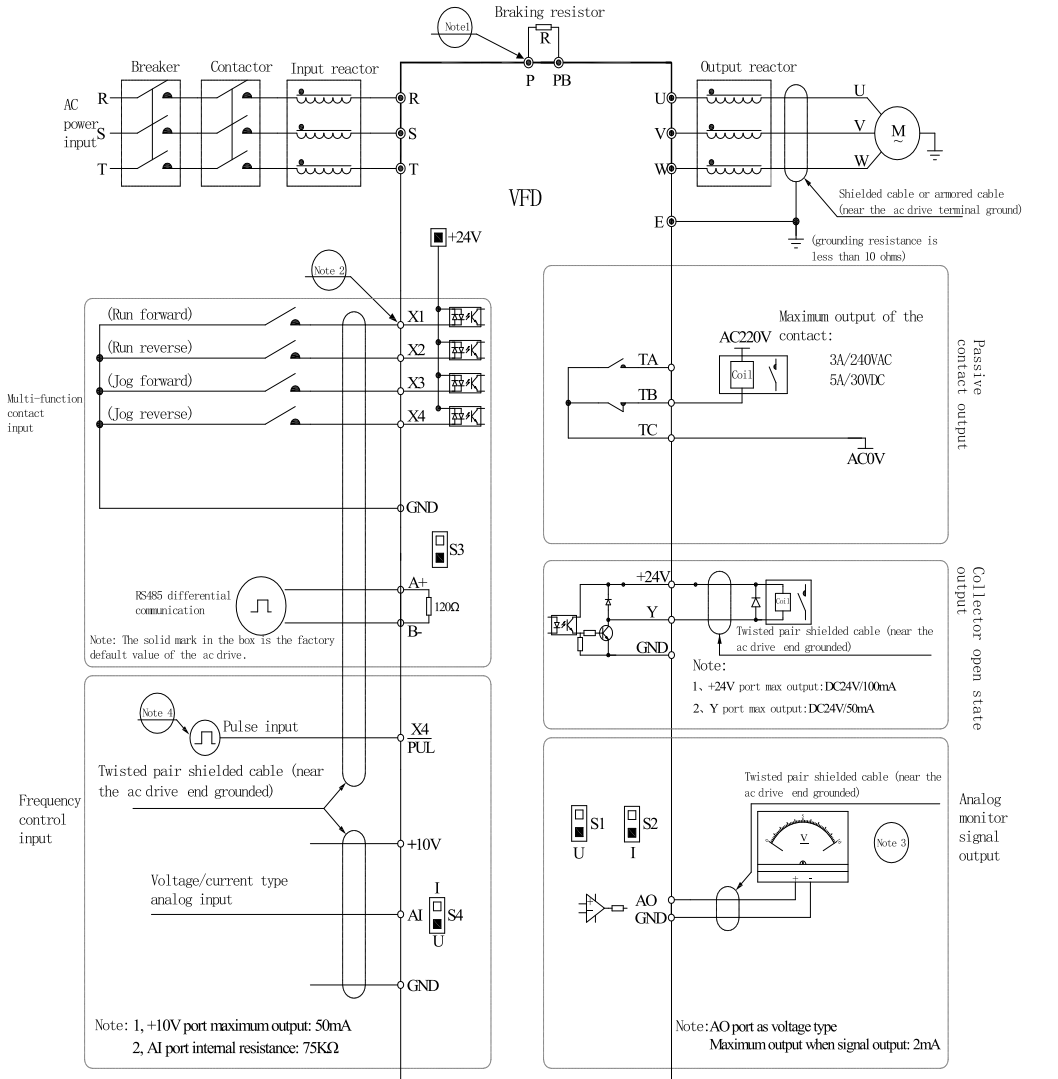 Braking resistor
Note1
R
P PB
Breaker Contactor Input reactor
Output reactor
AC power input
R
S
T
R
S
T
U
V
W
U
V
W
M
~
VFD
Shielded cable or armored cable
(near the ac drive terminal ground)
E
(grounding resistance is
less than 10 ohms)
+24V
Note 2
Multi-function
contact
input
(Run forward)
X1
(Run reverse)
X2
(Jog forward)
X3
(Jog reverse)
X4
GND
S3
RS485 differential
communication
A+
120Ω
B-
Note: The solid mark in the box is the factory
default value of the ac drive.
Passive
contact output
Maximum output of the
contact:
3A/240VAC
5A/30VDC
AC220V
Coil
TA
TB
TC
AC0V
Collector open state
output
+24V
Y
GND
Coil
Twisted pair shielded cable (near the
ac drive end grounded)
Note:
1、+24V port max output:DC24V/100mA
2、Y port max output:DC24V/50mA
Frequency
control
input
Note 4
Pulse input
X4
PUL
Twisted pair shielded cable (near
the ac drive end grounded)
+10V
Voltage/current type
analog input
AI
I
S4
U
GND
Note: 1, +10V port maximum output: 50mA
2, AI port internal resistance: 75KΩ
Analog
monitor
signal
output
Twisted pair shielded cable (near the
ac drive end grounded)
S1
U
S2
I
V
+ -
Note 3
AO
GND
Note:AO port as voltage type
Maximum output when signal output: 2mA